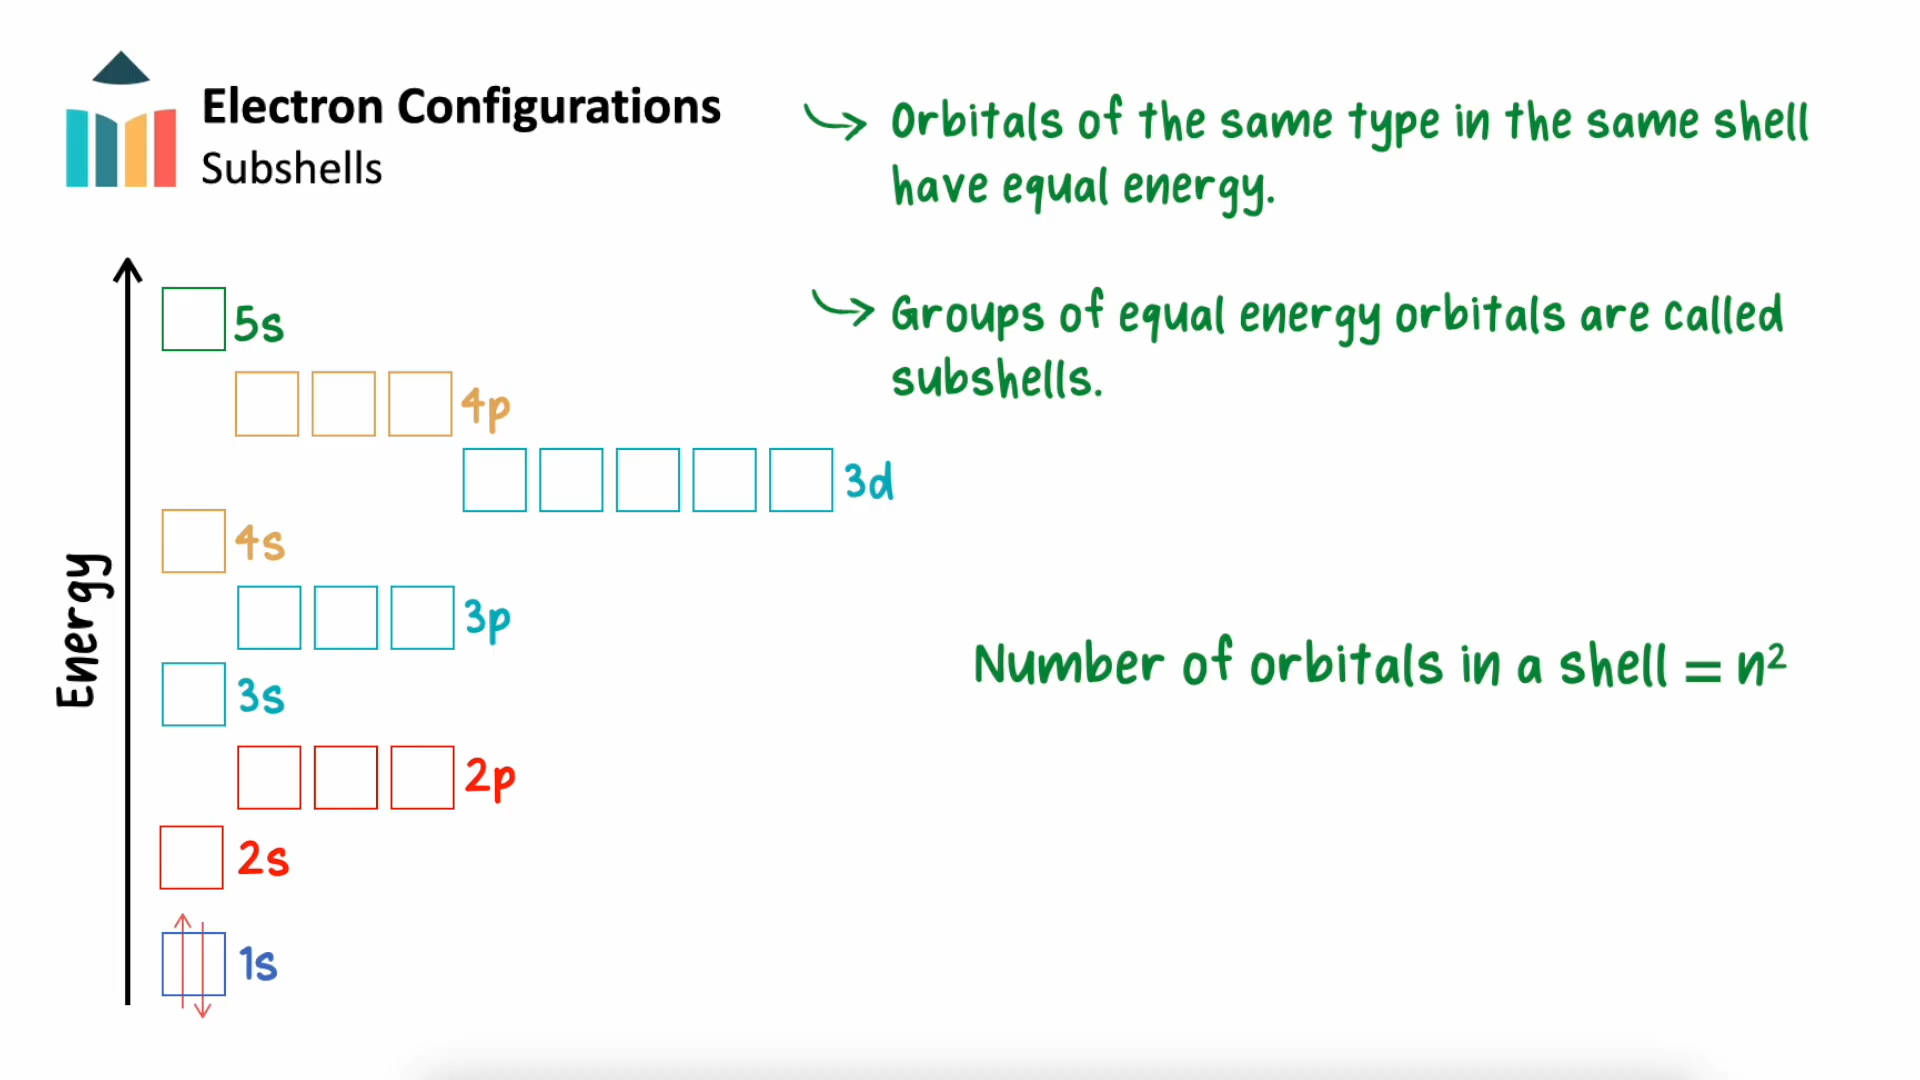 Electron Configurations
Subshells
Orbitals of the same type in the same shell
have equal energy.
Groups of equal energy orbitals are called
subshells.
5s
4p
3d
4s
3p
3s
2p
2s
1s
Energy
Number of orbitals in a shell = n²